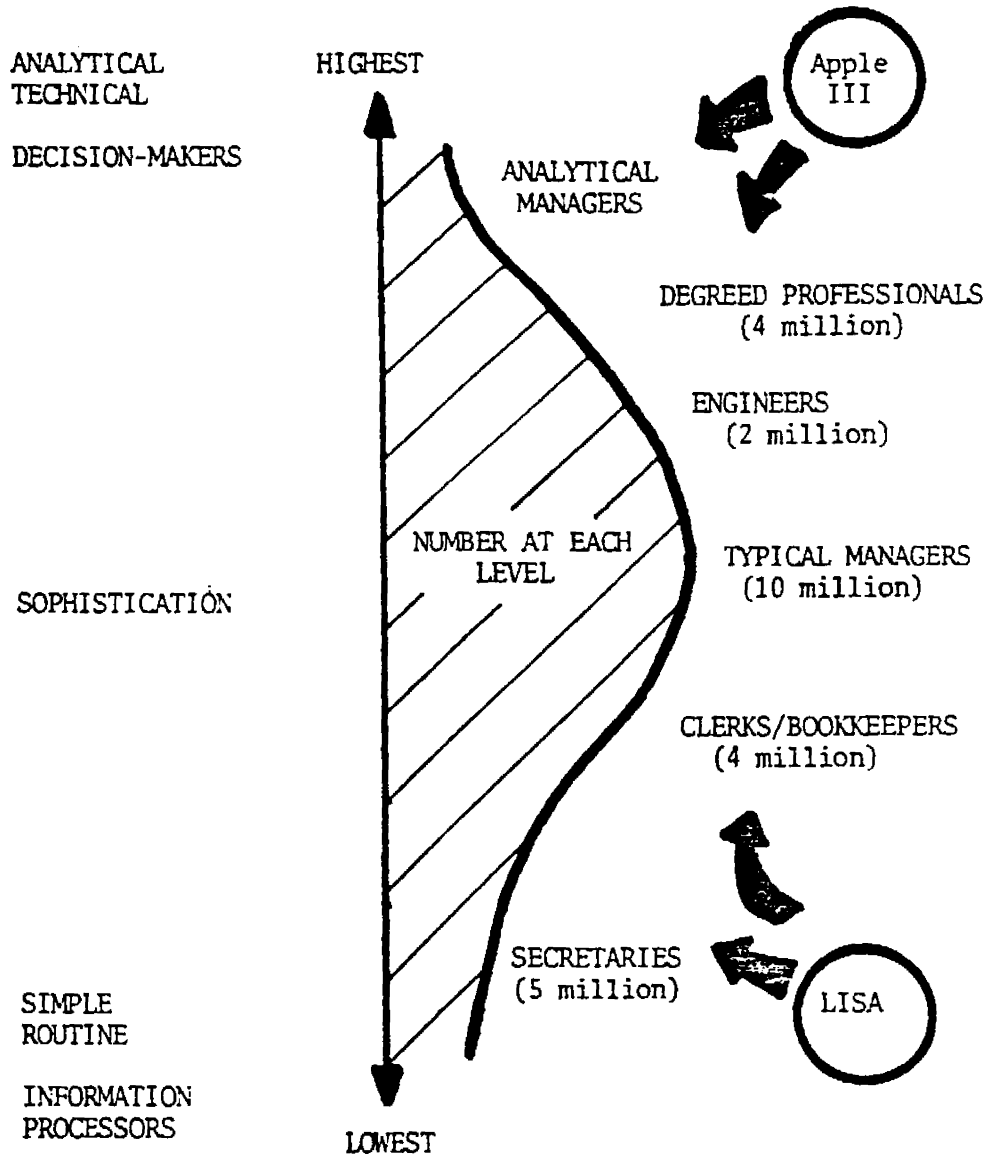 ANALYTICAL
TECHNICAL
DECISION-MAKERS
HIGHEST
Apple
III
ANALYTICAL
MANAGERS
DEGREED PROFESSIONALS
(4 million)
ENGINEERS
(2 million)
NUMBER AT EACH
LEVEL
TYPICAL MANAGERS
(10 million)
SOPHISTICATION
CLERKS/BOOKKEEPERS
(4 million)
SECRETARIES
(5 million)
LISA
SIMPLE
ROUTINE
INFORMATION
PROCESSORS
LOWEST